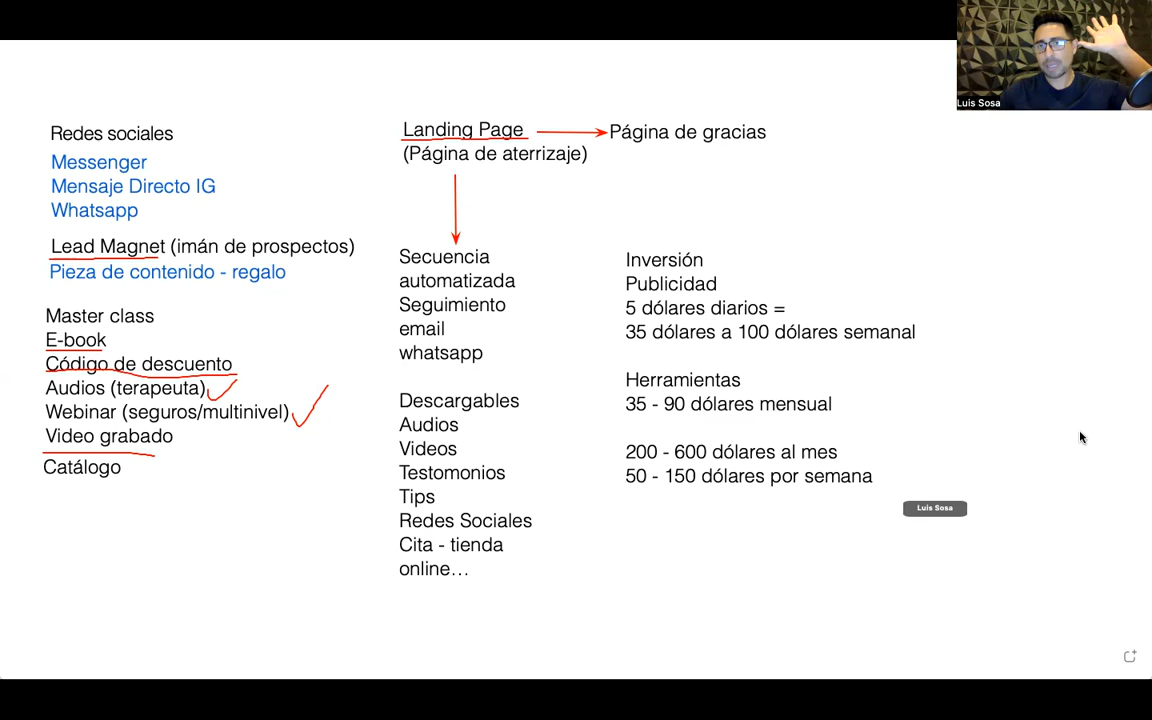 Luis Sosa
Redes sociales
Messenger
Mensaje Directo IG
Whatsapp
Lead Magnet (imán de prospectos)
Pieza de contenido - regalo
Master class
E-book
Código de descuento
Audios (terapeuta)
Webinar (seguros/multinivel)
Video grabado
Catálogo
Landing Page
(Página de aterrizaje)
Página de gracias
Secuencia
automatizada
Seguimiento
email
whatsapp
Descargables
Audios
Videos
Testomonios
Tips
Redes Sociales
Cita - tienda
online…
Inversión
Publicidad
5 dólares diarios =
35 dólares a 100 dólares semanal
Herramientas
35 - 90 dólares mensual
200 - 600 dólares al mes
50 - 150 dólares por semana
Luis Sosa